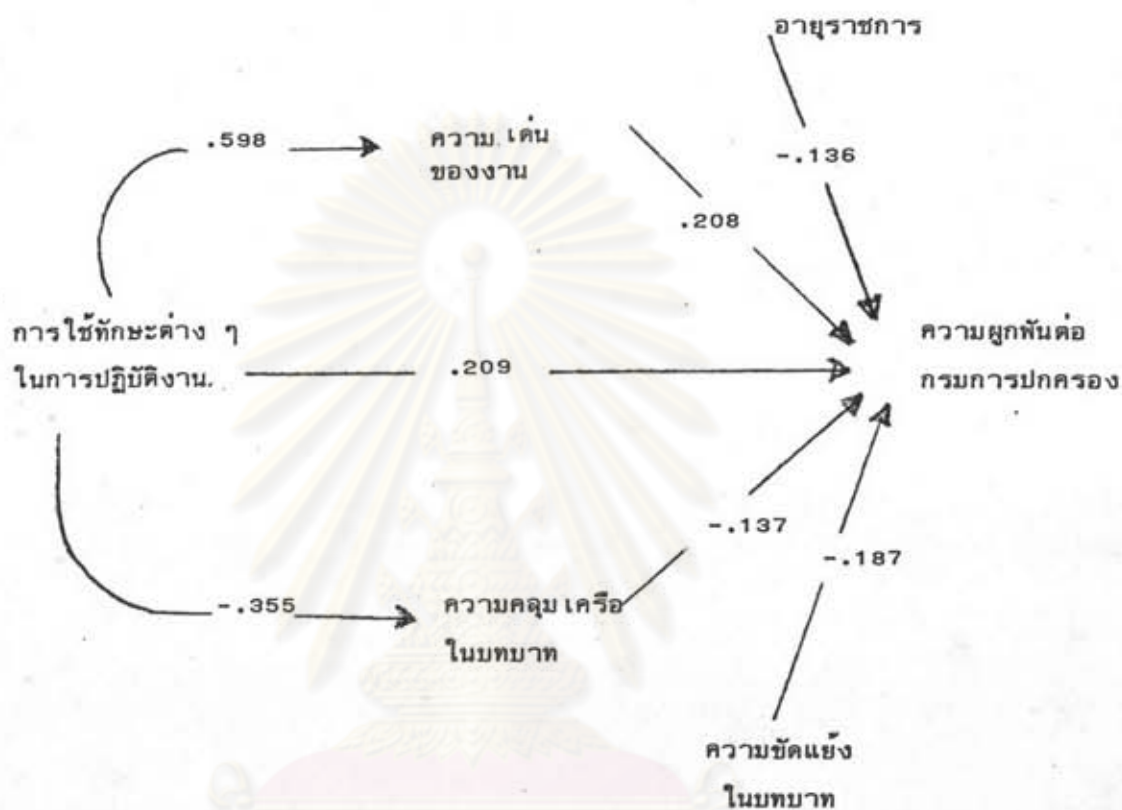 อายุราชการ
.598
ความ เด่น
ของงาน
-.136
.208
การใช้ทักษะต่าง ๆ
ในการปฏิบัติงาน.
.209
ความผูกพันต่อ
กรมการปกครอง
-.137
-.187
-.355
ความคลุมเครือ
ในบทบาท
ความขัดแย้ง
ในบทบาท